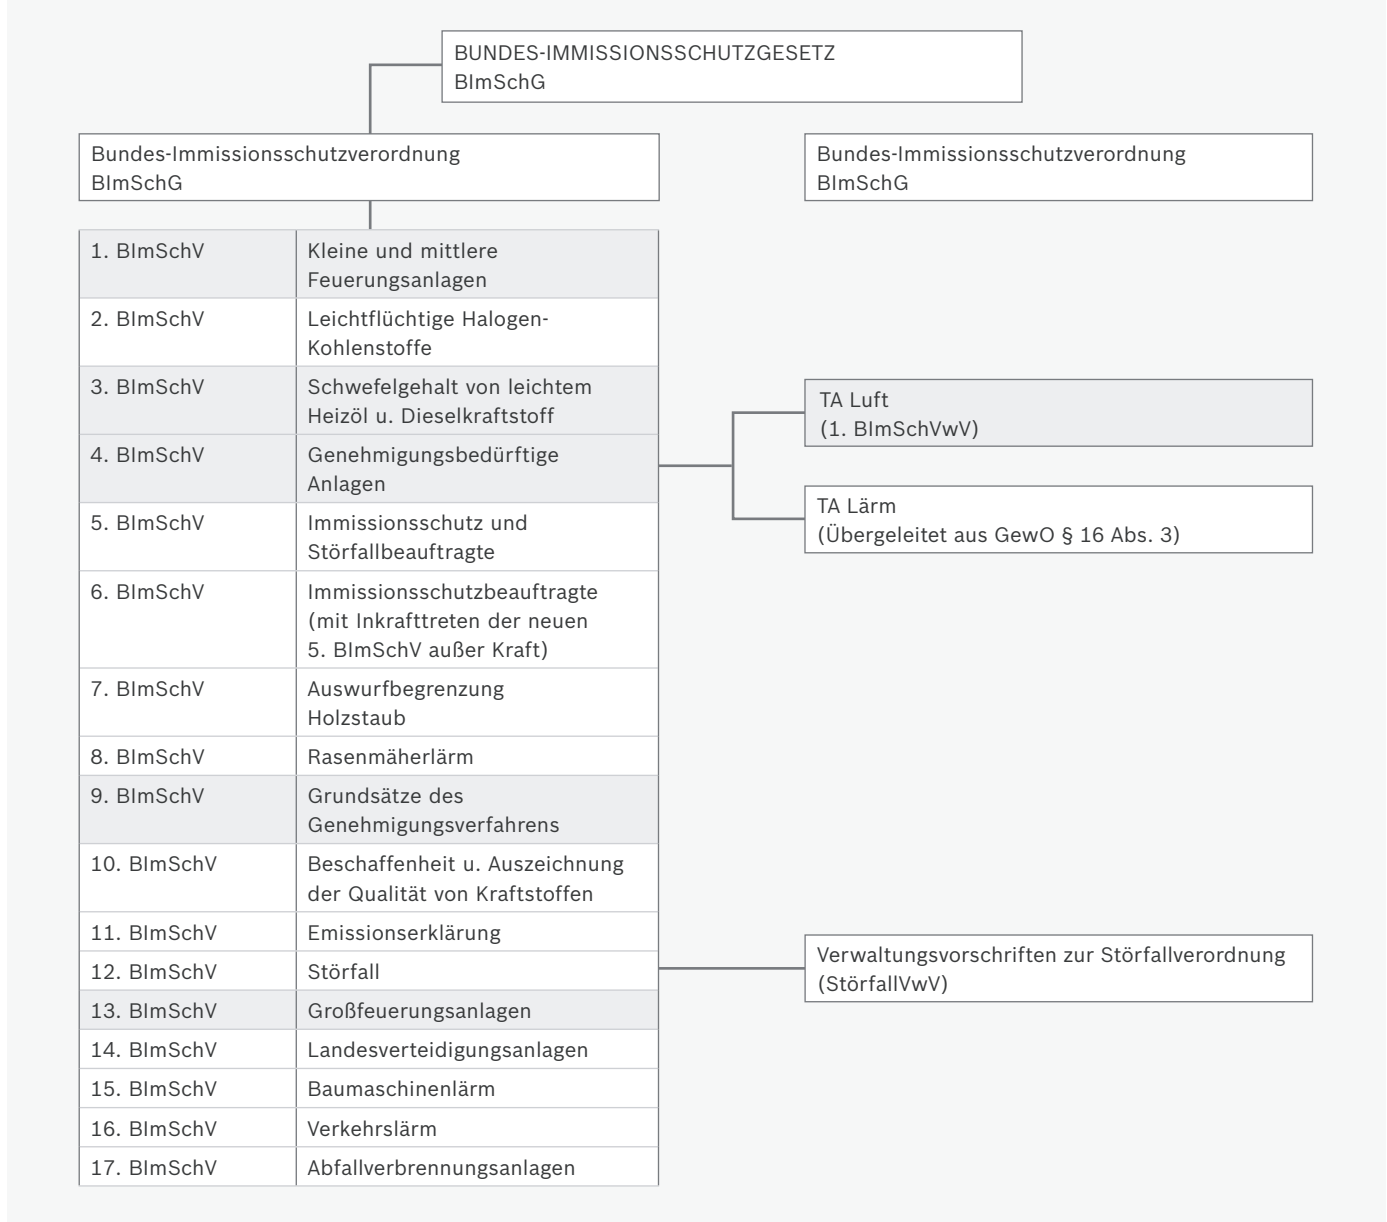 BUNDES-IMMISSIONSSCHUTZGESETZ
BImSchG
Bundes-Immissionsschutzverordnung
BImSchG
Bundes-Immissionsschutzverordnung
BImSchG
1. BImSchV
Kleine und mittlere
Feuerungsanlagen
2. BImSchV
Leichtflüchtige Halogen-
Kohlenstoffe
3. BImSchV
Schwefelgehalt von leichtem
Heizöl u. Dieselkraftstoff
4. BImSchV
Genehmigungsbedürftige
Anlagen
TA Luft
(1. BImSchVwV)
TA Lärm
(Übergeleitet aus GewO § 16 Abs. 3)
5. BImSchV
Immissionsschutz und
Störfallbeauftragte
6. BImSchV
Immissionsschutzbeauftragte
(mit Inkrafttreten der neuen
5. BImSchV außer Kraft)
7. BImSchV
Auswurfbegrenzung
Holzstaub
8. BImSchV
Rasenmäherlärm
9. BImSchV
Grundsätze des
Genehmigungsverfahrens
10. BImSchV
Beschaffenheit u. Auszeichnung
der Qualität von Kraftstoffen
11. BImSchV
Emissionserklärung
12. BImSchV
Störfall
Verwaltungsvorschriften zur Störfallverordnung
(StörfallVwV)
13. BImSchV
Großfeuerungsanlagen
14. BImSchV
Landesverteidigungsanlagen
15. BImSchV
Baumaschinenlärm
16. BImSchV
Verkehrslärm
17. BImSchV
Abfallverbrennungsanlagen